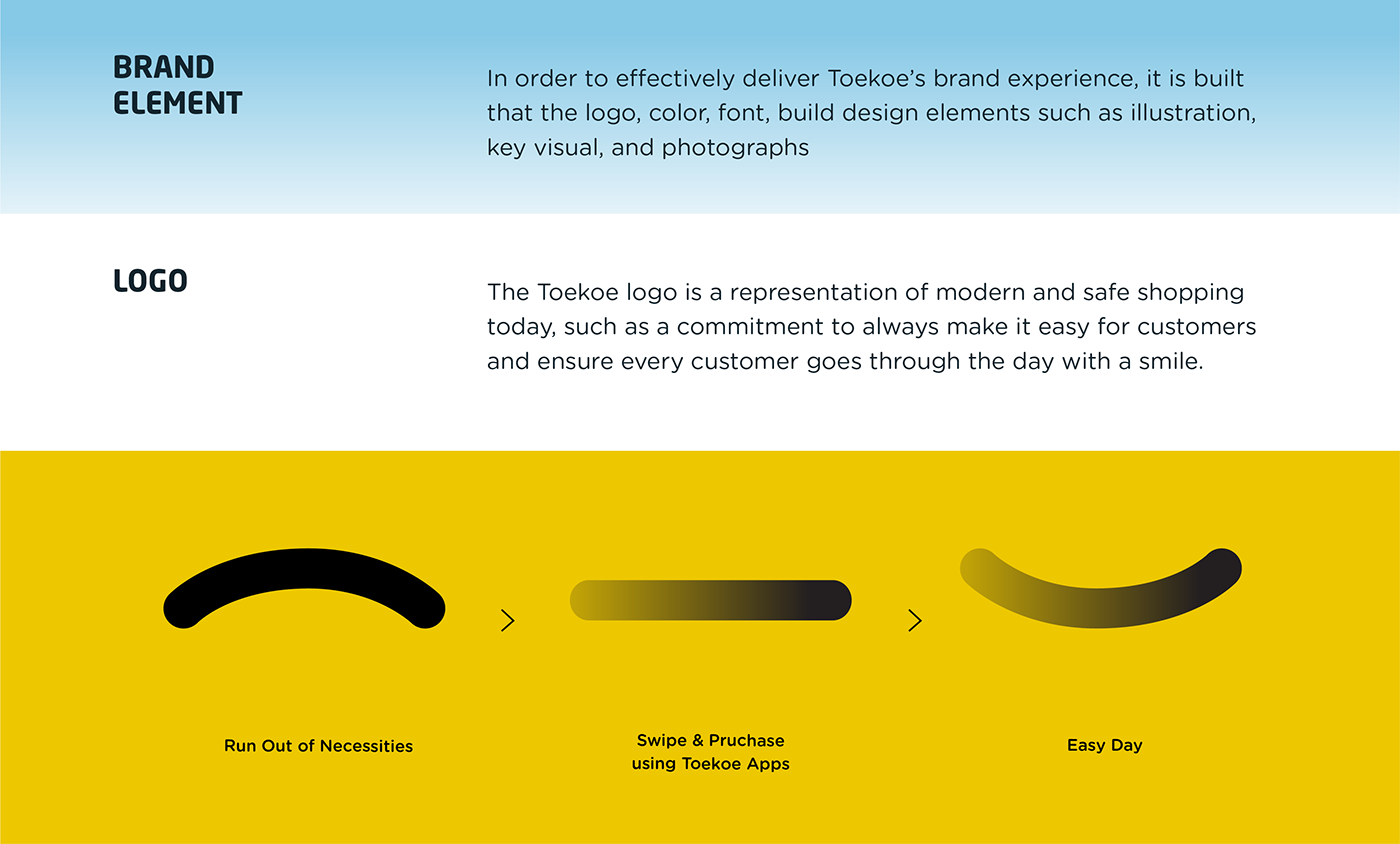 BRAND
ELEMENT
In order to effectively deliver Toekoe’s brand experience, it is built
that the logo, color, font, build design elements such as illustration,
key visual, and photographs
LOGO
The Toekoe logo is a representation of modern and safe shopping
today, such as a commitment to always make it easy for customers
and ensure every customer goes through the day with a smile.
Run Out of Necessities
Swipe & Pruchase
using Toekoe Apps
Easy Day